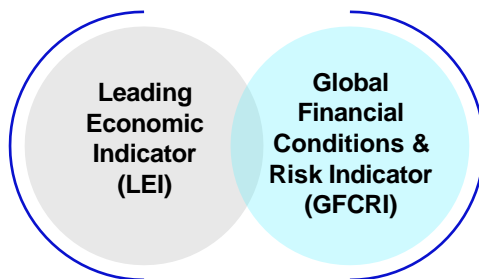 Leading
Economic
Indicator
(LEI)
Global
Financial
Conditions &
Risk Indicator
(GFCRI)